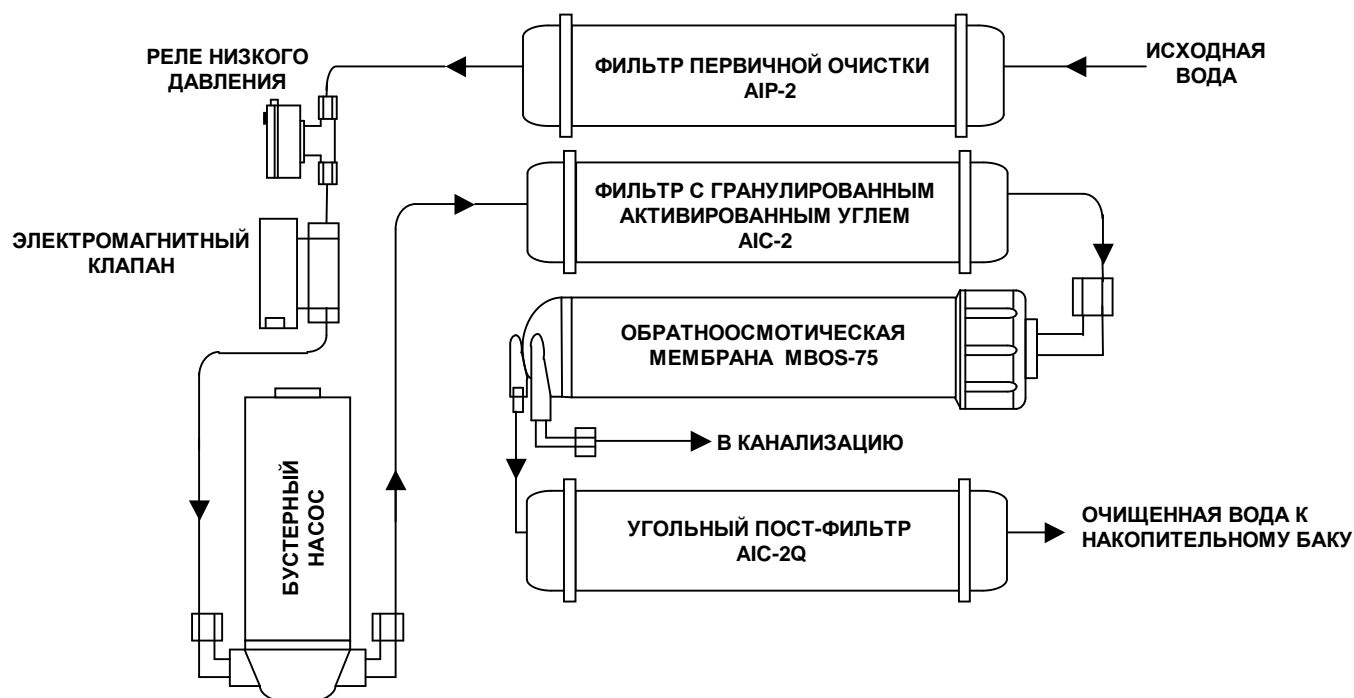 РЕЛЕ НИЗКОГО
ДАВЛЕНИЯ
ФИЛЬТР ПЕРВИЧНОЙ ОЧИСТКИ
AIP-2
ИСХОДНАЯ
ВОДА
ФИЛЬТР С ГРАНУЛИРОВАННЫМ
АКТИВИРОВАННЫМ УГЛЕМ
AIC-2
ЭЛЕКТРОМАГНИТНЫЙ
КЛАПАН
ОБРАТНООСМОТИЧЕСКАЯ
МЕМБРАНА MBOS-75
В КАНАЛИЗАЦИЮ
БУСТЕРНЫЙ
НАСОС
УГОЛЬНЫЙ ПОСТ-ФИЛЬТР
AIC-2Q
ОЧИЩЕННАЯ ВОДА К
НАКОПИТЕЛЬНОМУ БАКУ